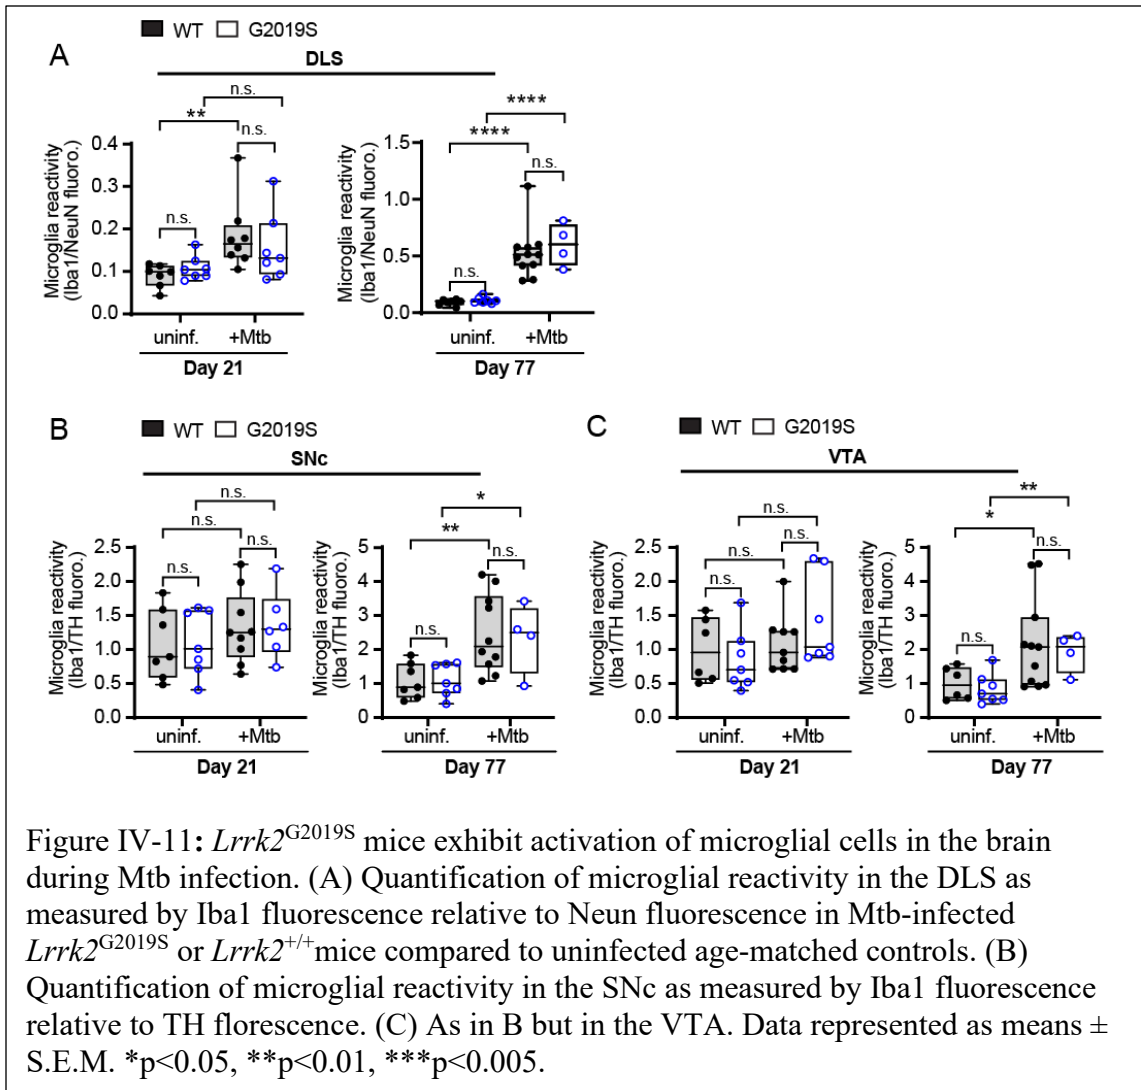 WT G2019S
A
DLS
n.s.
**
n.s.
n.s.
Microglia reactivity
(Iba1/NeuN fluoro.)
0.4
0.3
0.2
0.1
0.0
uninf. +Mtb
Day 21
****
****
n.s.
n.s.
Microglia reactivity
(Iba1/NeuN fluoro.)
1.5
1.0
0.5
0.0
uninf. +Mtb
Day 77
B
WT G2019S
SNc
n.s.
n.s.
n.s.
n.s.
Microglia reactivity
(Iba1/TH fluoro.)
2.5
2.0
1.5
1.0
0.5
0.0
uninf. +Mtb
Day 21
*
**
n.s.
n.s.
Microglia reactivity
(Iba1/TH fluoro.)
5
4
3
2
1
0
uninf. +Mtb
Day 77
C
WT G2019S
VTA
n.s.
n.s.
n.s.
n.s.
Microglia reactivity
(Iba1/TH fluoro.)
2.5
2.0
1.5
1.0
0.5
0.0
uninf. +Mtb
Day 21
**
*
n.s.
n.s.
Microglia reactivity
(Iba1/TH fluoro.)
5
4
3
2
1
0
uninf. +Mtb
Day 77
Figure IV-11: Lrrk2G2019S mice exhibit activation of microglial cells in the brain
during Mtb infection. (A) Quantification of microglial reactivity in the DLS as
measured by Iba1 fluorescence relative to Neun fluorescence in Mtb-infected
Lrrk2G2019S or Lrrk2+/+mice compared to uninfected age-matched controls. (B)
Quantification of microglial reactivity in the SNc as measured by Iba1 fluorescence
relative to TH florescence. (C) As in B but in the VTA. Data represented as means ±
S.E.M. *p<0.05, **p<0.01, ***p<0.005.